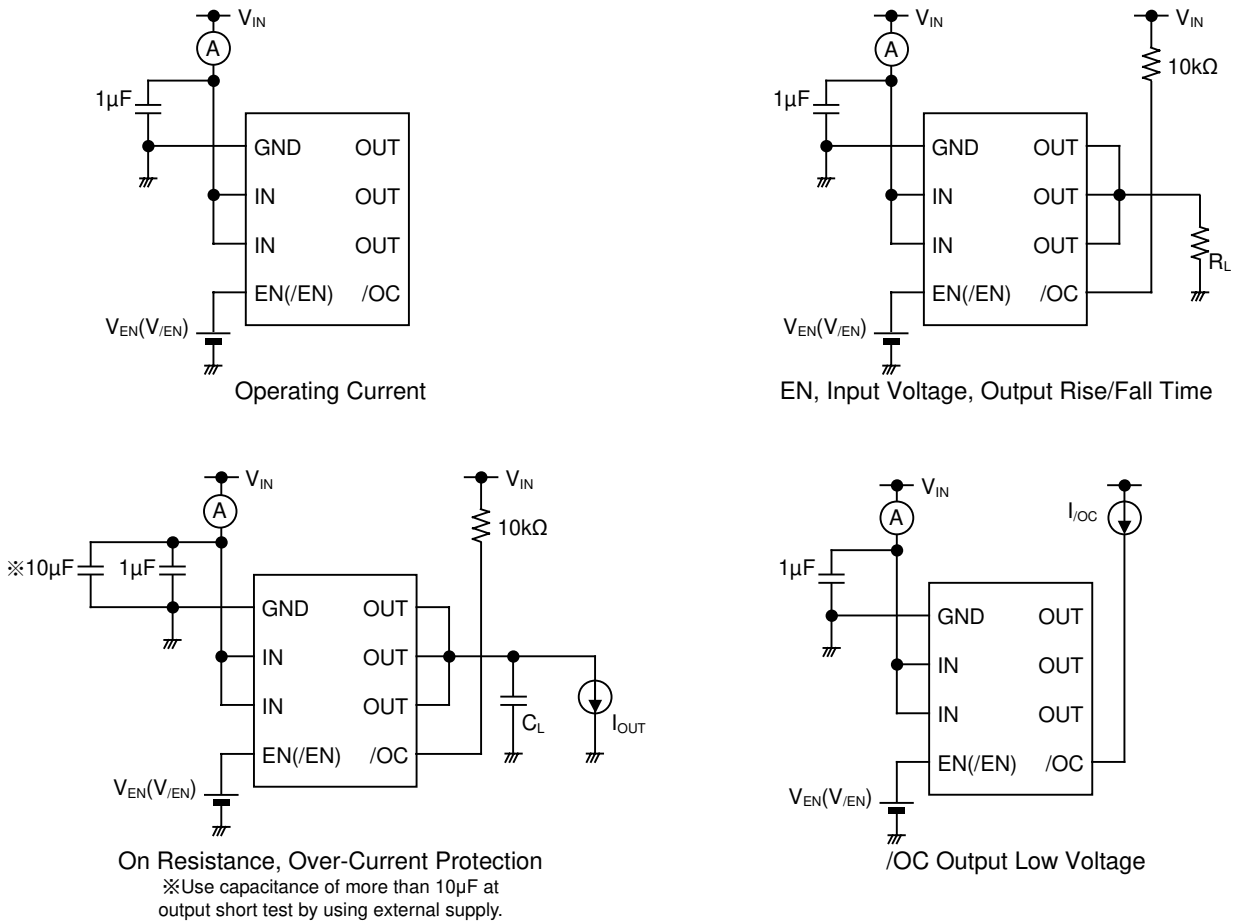 V_IN
A
1µF
GND OUT
IN OUT
IN OUT
EN(/EN) /OC
V_EN(V_/EN)
Operating Current
V_IN V_IN
A
10kΩ
1µF
GND OUT
IN OUT
IN OUT
R_L
EN(/EN) /OC
V_EN(V_/EN)
EN, Input Voltage, Output Rise/Fall Time
V_IN V_IN
A
10kΩ
※10µF 1µF
GND OUT
IN OUT
IN OUT
C_L I_OUT
EN(/EN) /OC
V_EN(V_/EN)
On Resistance, Over-Current Protection
※Use capacitance of more than 10µF at
output short test by using external supply.
V_IN
A
I_/OC
1µF
GND OUT
IN OUT
IN OUT
EN(/EN) /OC
V_EN(V_/EN)
/OC Output Low Voltage